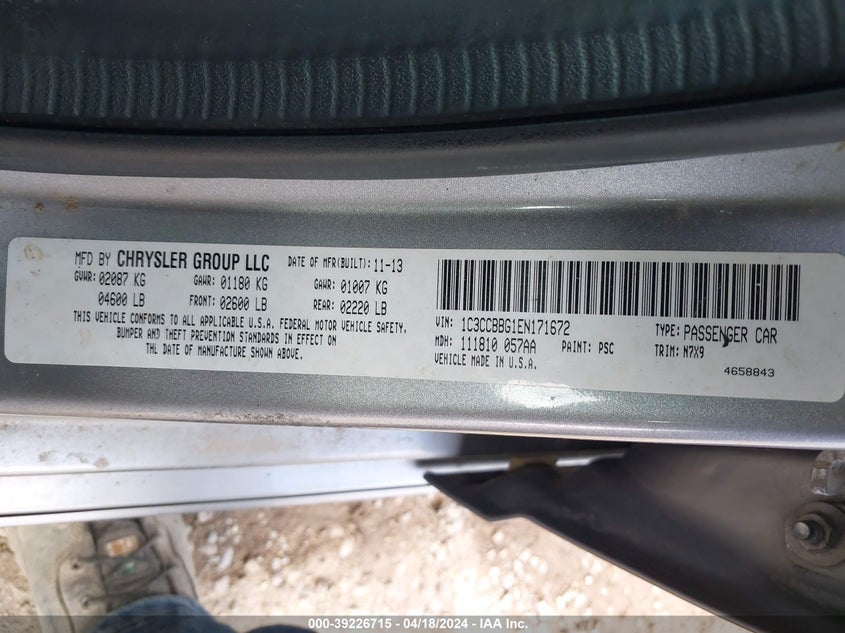 MFD BY CHRYSLER GROUP LLC DATE OF MFR(BUILT): 11-13
GVWR: 02087 KG GAWR: 01180 KG GAWR: 01007 KG
04600 LB FRONT: 02600 LB REAR: 02220 LB
THIS VEHICLE CONFORMS TO ALL APPLICABLE U.S.A. FEDERAL MOTOR VEHICLE SAFETY,
BUMPER AND THEFT PREVENTION STANDARDS IN EFFECT ON
THE DATE OF MANUFACTURE SHOWN ABOVE.
VIN: 1C3CCBBG1EN171672 TYPE: PASSENGER CAR
MDH: 111810 057AA PAINT: PSC TRIM: N7X9
VEHICLE MADE IN U.S.A.
4658843
000-39226715 - 04/18/2024 - IAA Inc.